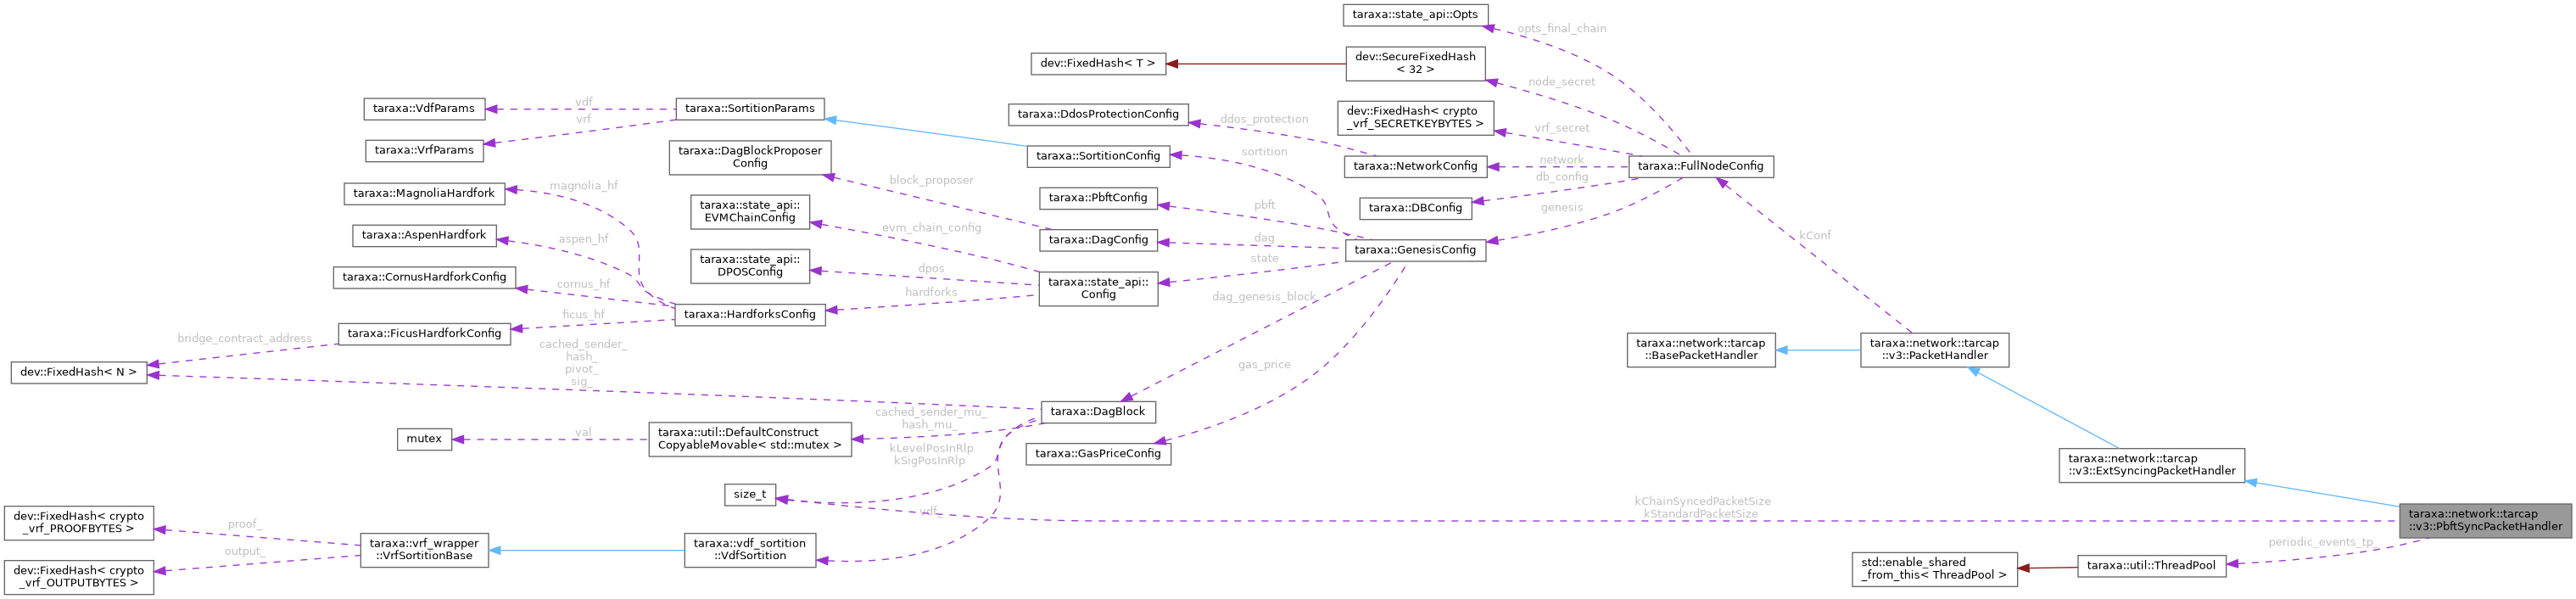 taraxa::state_api::Opts
opts_final_chain
dev::FixedHash< T >
dev::SecureFixedHash
< 32 >
node_secret
taraxa::VdfParams
vdf
vrf
taraxa::SortitionParams
taraxa::DdosProtectionConfig
ddos_protection
dev::FixedHash< crypto
_vrf_SECRETKEYBYTES >
vrf_secret
taraxa::VrfParams
taraxa::DagBlockProposer
Config
taraxa::SortitionConfig
sortition
taraxa::NetworkConfig
network
db_config
taraxa::FullNodeConfig
taraxa::MagnoliaHardfork
magnolia_hf
block_proposer
taraxa::PbftConfig
pbft
taraxa::DBConfig
genesis
taraxa::state_api::
EVMChainConfig
evm_chain_config
taraxa::AspenHardfork
aspen_hf
taraxa::DagConfig
dag
state
taraxa::GenesisConfig
kConf
taraxa::state_api::
DPOSConfig
dpos
hardforks
taraxa::CornusHardforkConfig
cornus_hf
taraxa::state_api::
Config
dag_genesis_block
ficus_hf
taraxa::HardforksConfig
taraxa::FicusHardforkConfig
bridge_contract_address
cached_sender_
hash_
pivot_
sig_
dev::FixedHash< N >
gas_price
taraxa::network::tarcap
::BasePacketHandler
taraxa::network::tarcap
::v3::PacketHandler
taraxa::DagBlock
cached_sender_mu_
hash_mu_
mutex
val
taraxa::util::DefaultConstruct
CopyableMovable< std::mutex >
kLevelPosInRlp
kSigPosInRlp
taraxa::GasPriceConfig
taraxa::network::tarcap
::v3::ExtSyncingPacketHandler
size_t
vdf_
kChainSyncedPacketSize
kStandardPacketSize
taraxa::network::tarcap
::v3::PbftSyncPacketHandler
dev::FixedHash< crypto
_vrf_PROOFBYTES >
proof_
output_
taraxa::vrf_wrapper
::VrfSortitionBase
taraxa::vdf_sortition
::VdfSortition
periodic_events_tp_
dev::FixedHash< crypto
_vrf_OUTPUTBYTES >
std::enable_shared
_from_this< ThreadPool >
taraxa::util::ThreadPool